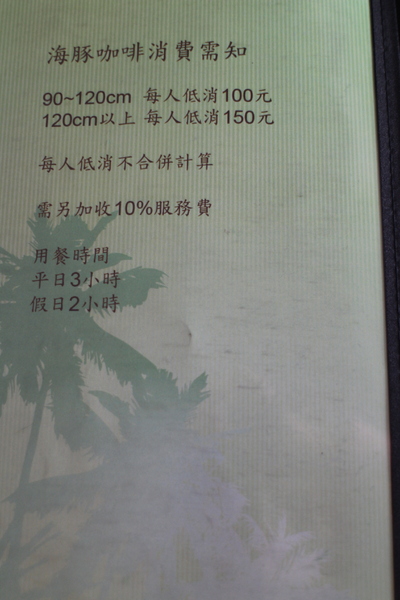 海豚咖啡消費需知
90~120cm 每人低消100元
120cm以上 每人低消150元
每人低消不合併計算
需另加收10%服務費
用餐時間
平日3小時
假日2小時